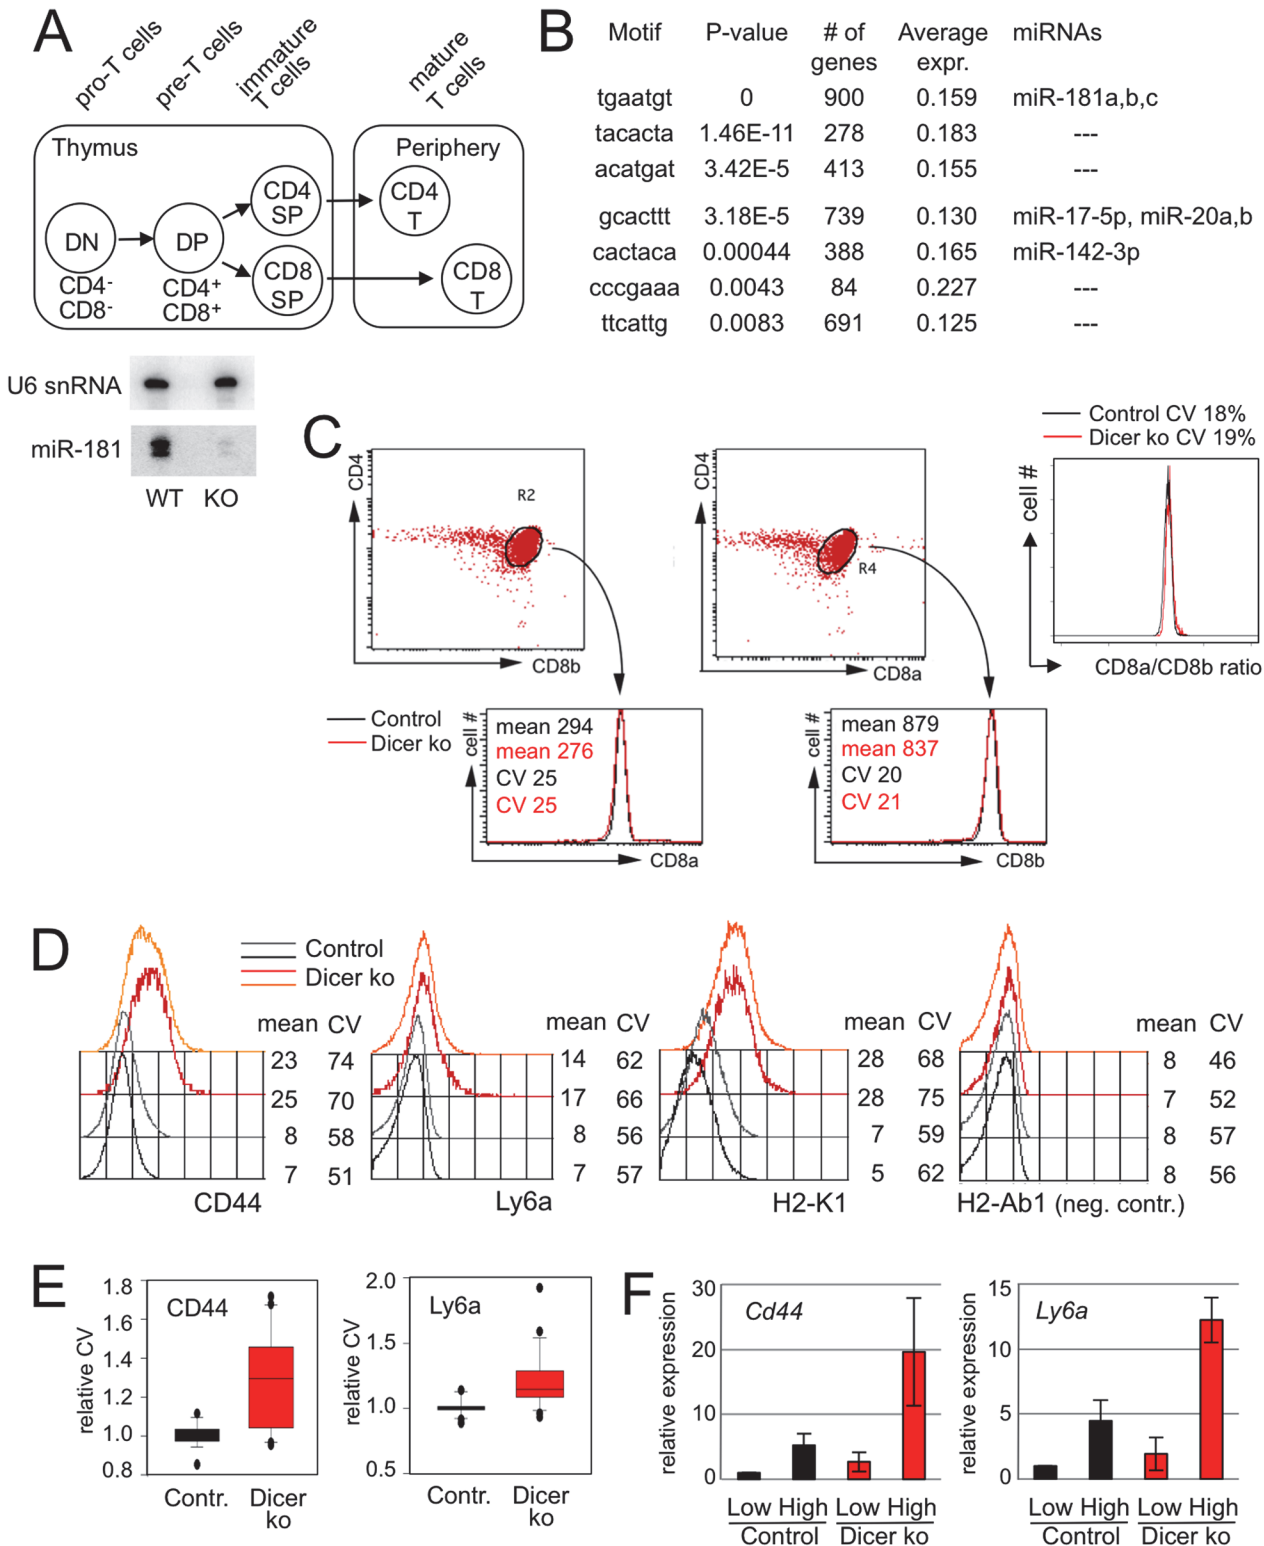 A
pro-T cells
pre-T cells
immature
T cells
mature
T cells
Thymus
Periphery
DN
DP
CD4
SP
CD8
SP
CD4
T
CD8
T
CD4-
CD8-
CD4+
CD8+
U6 snRNA
miR-181
WT KO
B
Motif P-value # of genes Average expr. miRNAs
tgaatgt 0 900 0.159 miR-181a,b,c
tacacta 1.46E-11 278 0.183 ---
acatgat 3.42E-5 413 0.155 ---
gcacttt 3.18E-5 739 0.130 miR-17-5p, miR-20a,b
cactaca 0.00044 388 0.165 miR-142-3p
cccgaaa 0.0043 84 0.227 ---
ttcattg 0.0083 691 0.125 ---
C
CD4
R2
CD8b
CD4
R4
CD8a
Control CV 18%
Dicer ko CV 19%
cell #
CD8a/CD8b ratio
Control
Dicer ko
cell #
mean 294
mean 276
CV 25
CV 25
CD8a
cell #
mean 879
mean 837
CV 20
CV 21
CD8b
D
Control
Dicer ko
mean CV
23 74
25 70
8 58
7 51
CD44
mean CV
14 62
17 66
8 56
7 57
Ly6a
mean CV
28 68
28 75
7 59
5 62
H2-K1
mean CV
8 46
7 52
8 57
8 56
H2-Ab1 (neg. contr.)
E
relative CV
1.8
1.6
1.4
1.2
1.0
0.8
CD44
Contr. Dicer
ko
relative CV
2.0
1.5
1.0
0.5
Ly6a
Contr. Dicer
ko
F
relative expression
30
20
10
0
Cd44
Low High Low High
Control Dicer ko
relative expression
15
10
5
0
Ly6a
Low High Low High
Control Dicer ko